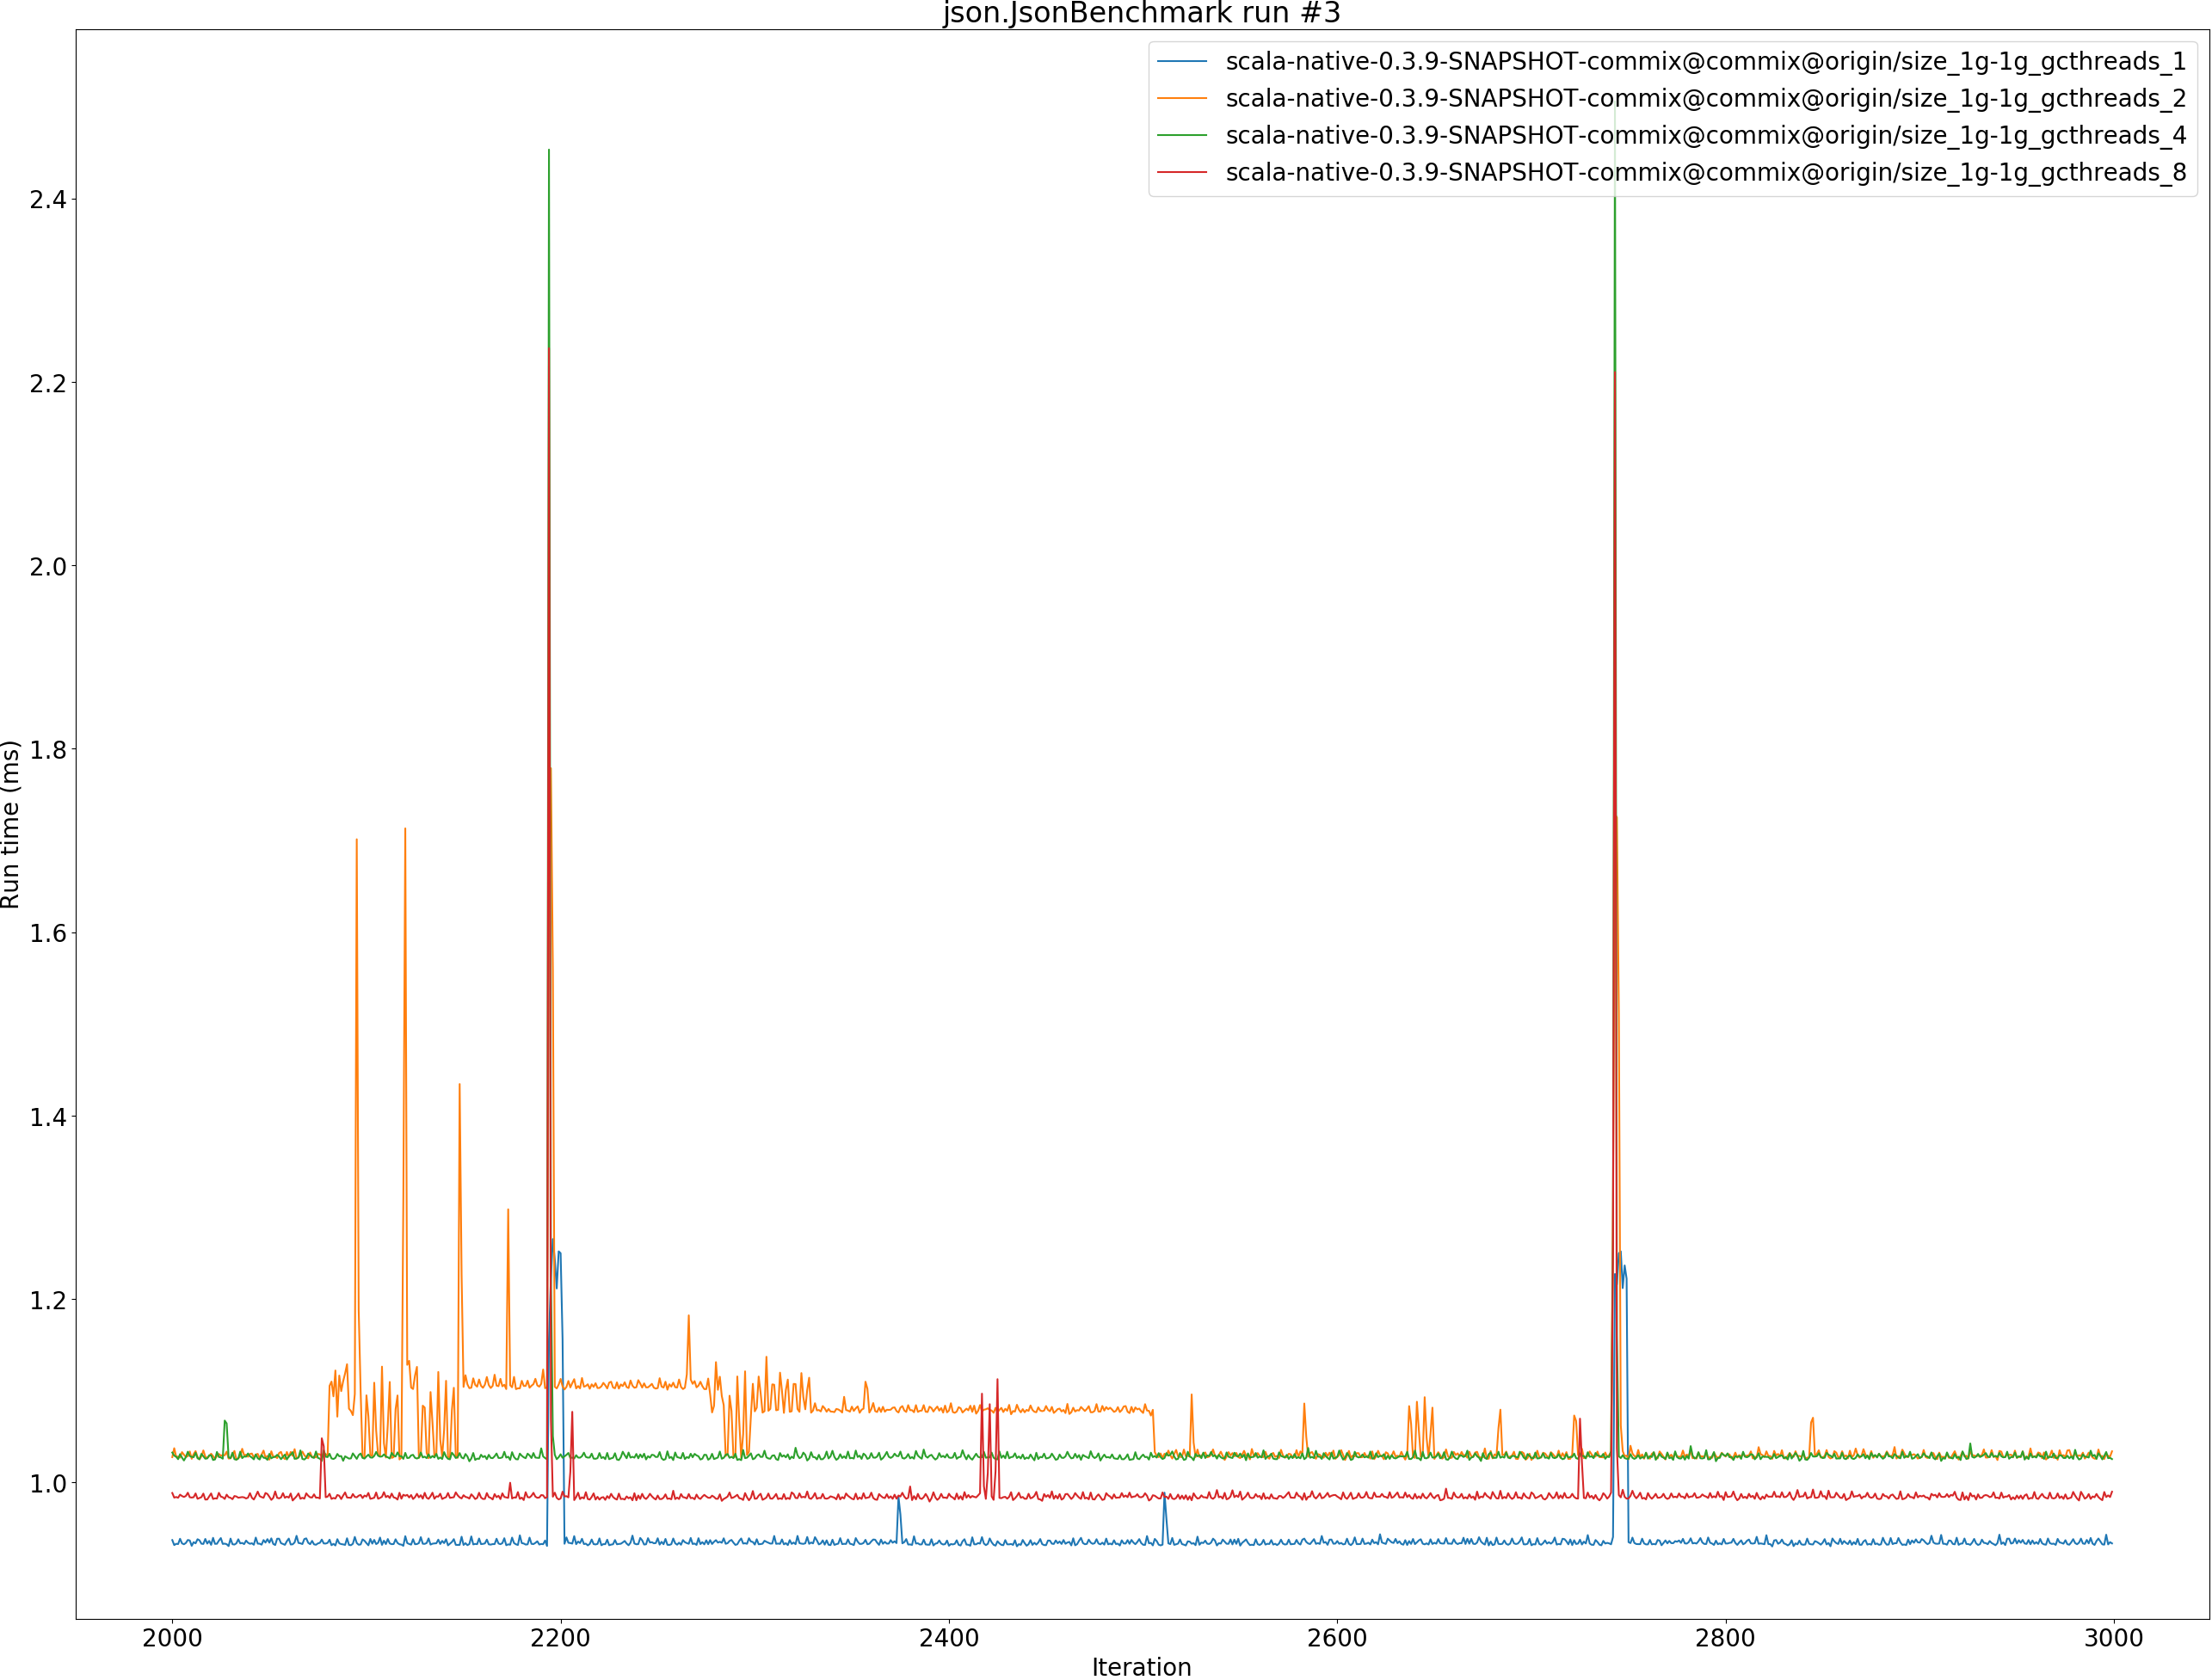 json.JsonBenchmark run #3
scala-native-0.3.9-SNAPSHOT-commix@commix@origin/size_1g-1g_gcthreads_1
scala-native-0.3.9-SNAPSHOT-commix@commix@origin/size_1g-1g_gcthreads_2
scala-native-0.3.9-SNAPSHOT-commix@commix@origin/size_1g-1g_gcthreads_4
scala-native-0.3.9-SNAPSHOT-commix@commix@origin/size_1g-1g_gcthreads_8
2.4
2.2
2.0
1.8
1.6
1.4
1.2
1.0
Run time (ms)
2000 2200 2400 2600 2800 3000
Iteration